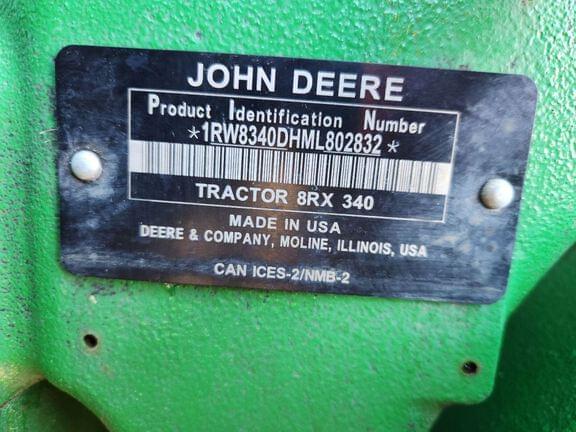 JOHN DEERE
Product Identification Number
*1RW8340DHML802832*
TRACTOR 8RX 340
MADE IN USA
DEERE & COMPANY, MOLINE, ILLINOIS, USA
CAN ICES-2/NMB-2